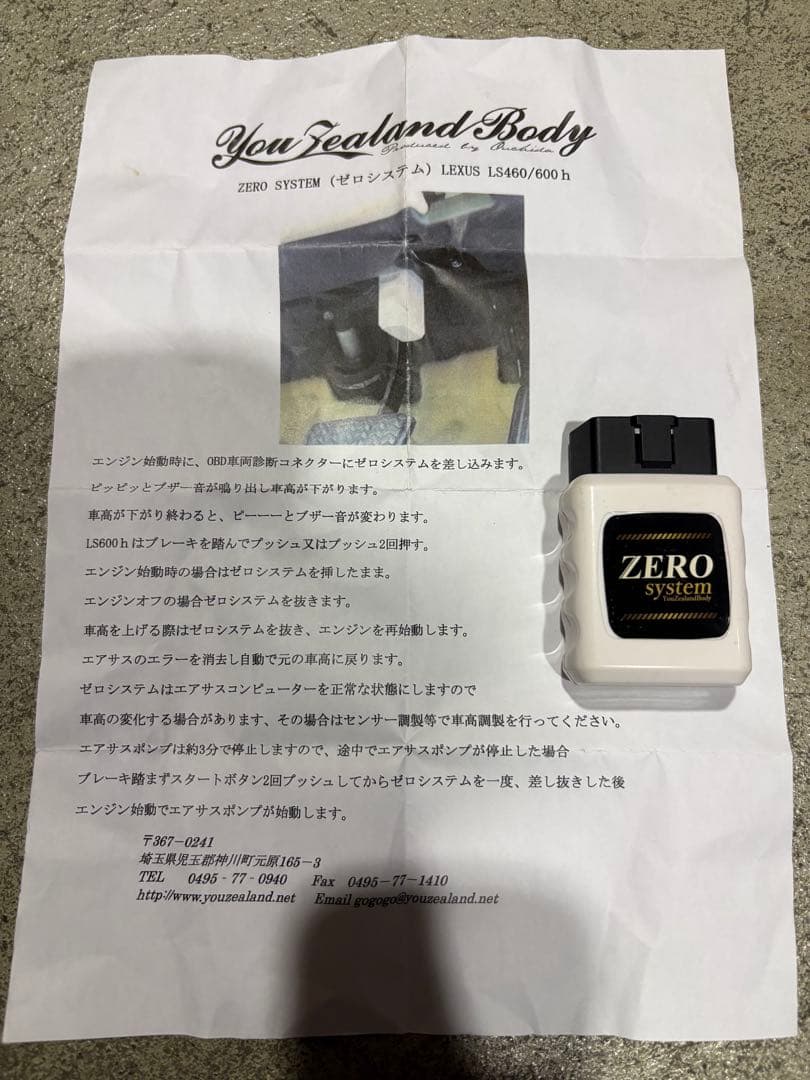 You Zealand Body
Produced by Ouchida
ZERO SYSTEM (ゼロシステム) LEXUS LS460/600h
エンジン始動時に、OBD車両診断コネクターにゼロシステムを差し込みます。
ピッピッとブザー音が鳴り出し車高が下がります。
車高が下がり終わると、ピーーーとブザー音が変わります。
LS600hはブレーキを踏んでプッシュ又はプッシュ2回押す。
エンジン始動時の場合はゼロシステムを挿したまま。
エンジンオフの場合ゼロシステムを抜きます。
車高を上げる際はゼロシステムを抜き、エンジンを再始動します。
エアサスのエラーを消去し自動で元の車高に戻ります。
ゼロシステムはエアサスコンピューターを正常な状態にしますので
車高の変化する場合があります、その場合はセンサー調製等で車高調製を行ってください。
エアサスポンプは約3分で停止しますので、途中でエアサスポンプが停止した場合
ブレーキ踏まずスタートボタン2回プッシュしてからゼロシステムを一度、差し抜きした後
エンジン始動でエアサスポンプが始動します。
〒367-0241
埼玉県児玉郡神川町元原165-3
TEL 0495-77-0940 Fax 0495-77-1410
http://www.youzealand.net Email gogogo@youzealand.net
ZERO
system
YouZealandBody